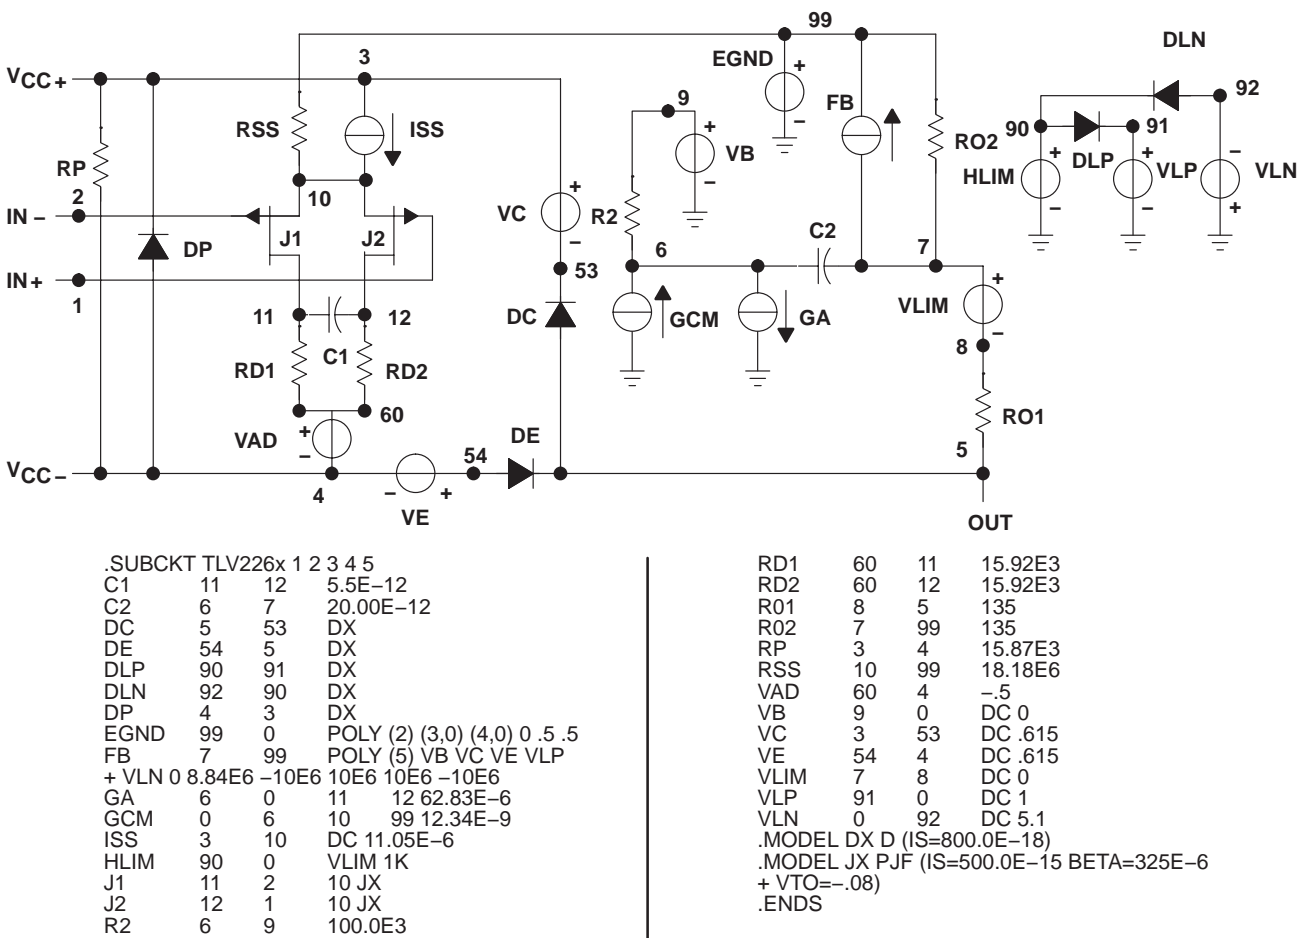 99
DLN
3
EGND
+
VCC+
92
9
FB
RSS
ISS
+
90
91
VB
RO2
–
–
RP
DLP
+
+
–
10
HLIM
VLP
VLN
2
+
–
–
+
IN –
VC
R2
J1
J2
C2
DP
–
6
7
IN +
53
+
1
11
12
DC
GCM
GA
VLIM
–
C1
8
RD1
RD2
60
RO1
VAD
+
–
DE
54
5
VCC –
4
–
+
VE
OUT
.SUBCKT TLV226x 1 2 3 4 5
C1 11 12 5.5E–12
C2 6 7 20.00E–12
DC 5 53 DX
DE 54 5 DX
DLP 90 91 DX
DLN 92 90 DX
DP 4 3 DX
EGND 99 0 POLY (2) (3,0) (4,0) 0 .5 .5
FB 7 99 POLY (5) VB VC VE VLP
+ VLN 0 8.84E6 –10E6 10E6 10E6 –10E6
GA 6 0 11 12 62.83E–6
GCM 0 6 10 99 12.34E–9
ISS 3 10 DC 11.05E–6
HLIM 90 0 VLIM 1K
J1 11 2 10 JX
J2 12 1 10 JX
R2 6 9 100.0E3
RD1 60 11 15.92E3
RD2 60 12 15.92E3
R01 8 5 135
R02 7 99 135
RP 3 4 15.87E3
RSS 10 99 18.18E6
VAD 60 4 –.5
VB 9 0 DC 0
VC 3 53 DC .615
VE 54 4 DC .615
VLIM 7 8 DC 0
VLP 91 0 DC 1
VLN 0 92 DC 5.1
.MODEL DX D (IS=800.0E–18)
.MODEL JX PJF (IS=500.0E–15 BETA=325E–6
+ VTO=–.08)
.ENDS